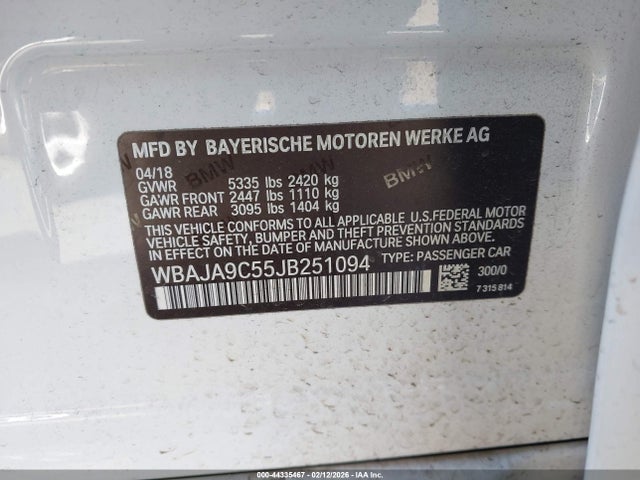 MFD BY BAYERISCHE MOTOREN WERKE AG
04/18
GVWR 5335 lbs 2420 kg
GAWR FRONT 2447 lbs 1110 kg
GAWR REAR 3095 lbs 1404 kg
BMW
BMW
THIS VEHICLE CONFORMS TO ALL APPLICABLE U.S.FEDERAL MOTOR
VEHICLE SAFETY, BUMPER, AND THEFT PREVENTION STANDARDS
IN EFFECT ON THE DATE OF MANUFACTURE SHOWN ABOVE.
WBAJA9C55JB251094 TYPE: PASSENGER CAR
300/0
7 315 814
000-44335467 - 02/12/2026 - IAA Inc.